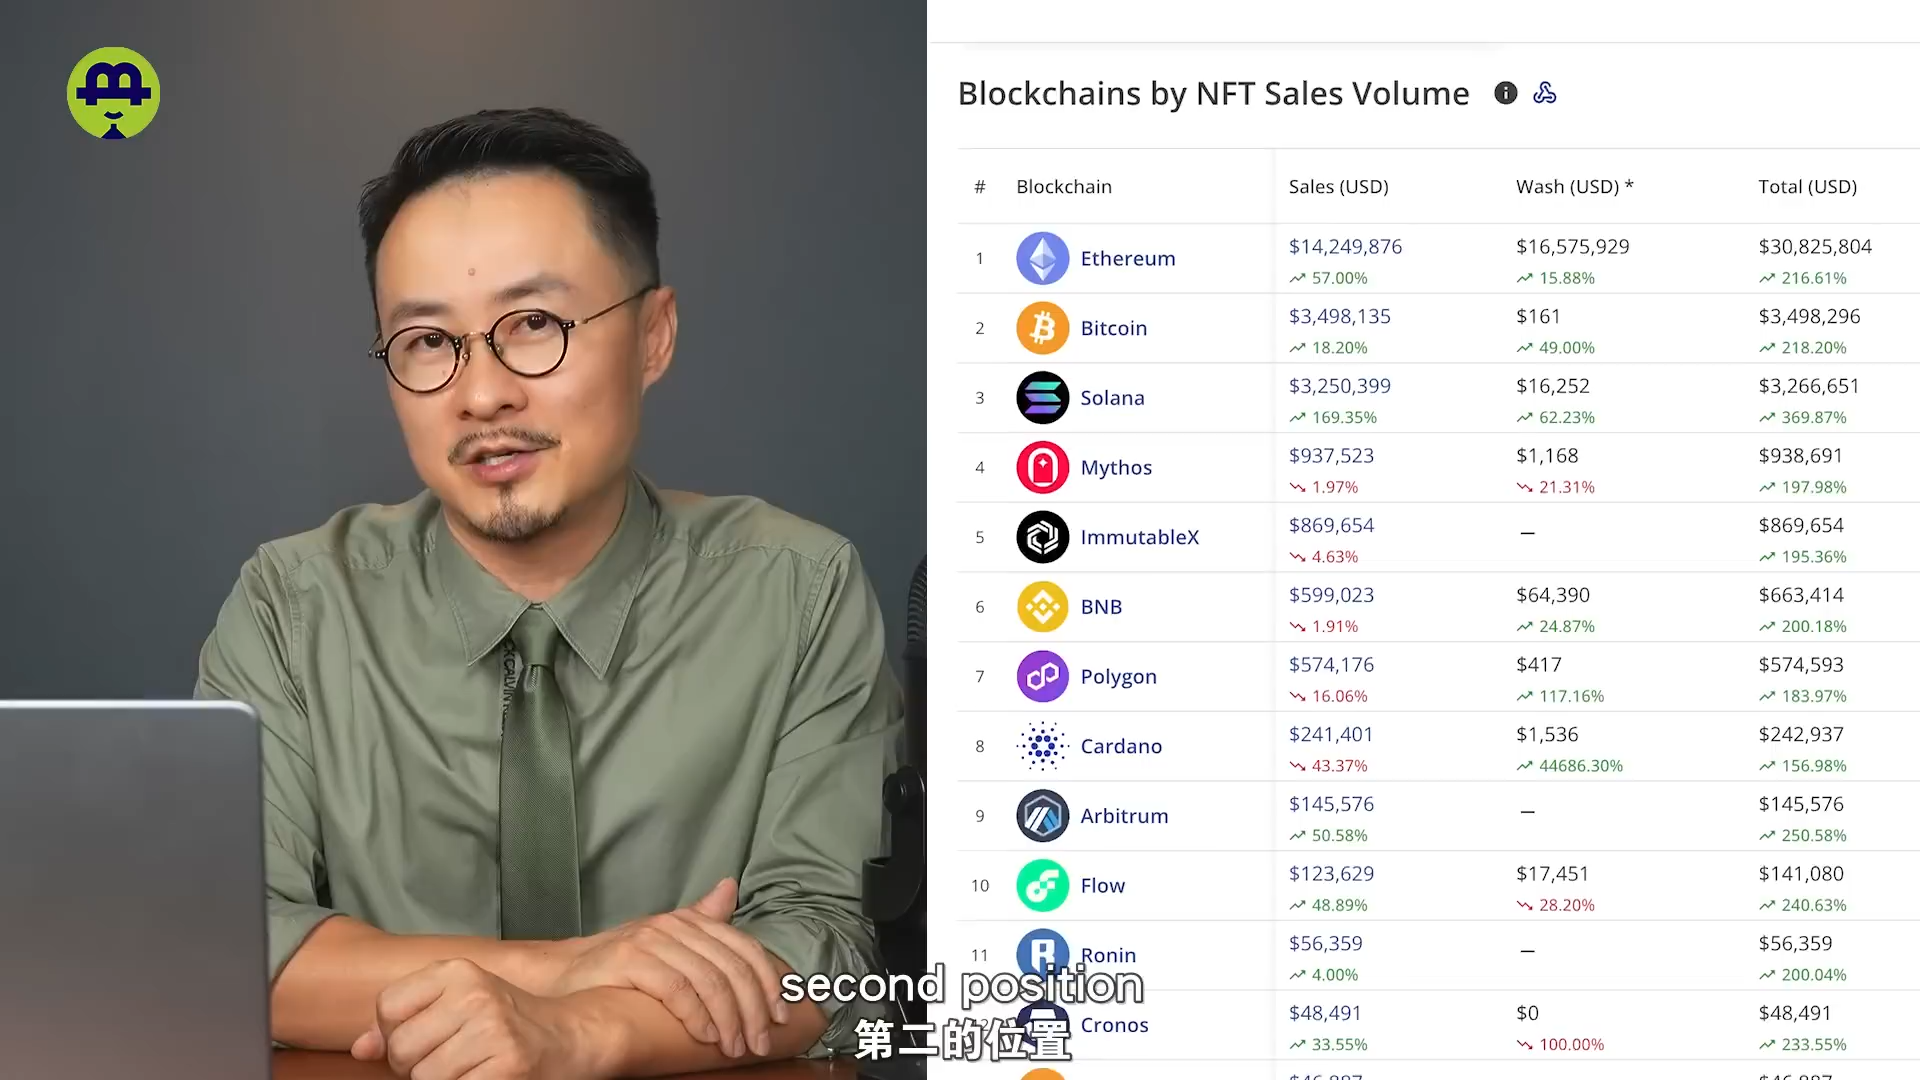 Blockchains by NFT Sales Volume
# Blockchain Sales (USD) Wash (USD) * Total (USD)
1 Ethereum $14,249,876 $16,575,929 $30,825,804
57.00% 15.88% 216.61%
2 Bitcoin $3,498,135 $161 $3,498,296
18.20% 49.00% 218.20%
3 Solana $3,250,399 $16,252 $3,266,651
169.35% 62.23% 369.87%
4 Mythos $937,523 $1,168 $938,691
1.97% 21.31% 197.98%
5 ImmutableX $869,654 — $869,654
4.63% 195.36%
6 BNB $599,023 $64,390 $663,414
1.91% 24.87% 200.18%
7 Polygon $574,176 $417 $574,593
16.06% 117.16% 183.97%
8 Cardano $241,401 $1,536 $242,937
43.37% 44686.30% 156.98%
9 Arbitrum $145,576 — $145,576
50.58% 250.58%
10 Flow $123,629 $17,451 $141,080
48.89% 28.20% 240.63%
11 Ronin $56,359 — $56,359
4.00% 200.04%
Cronos $48,491 $0 $48,491
33.55% 100.00% 233.55%
second position
第二的位置